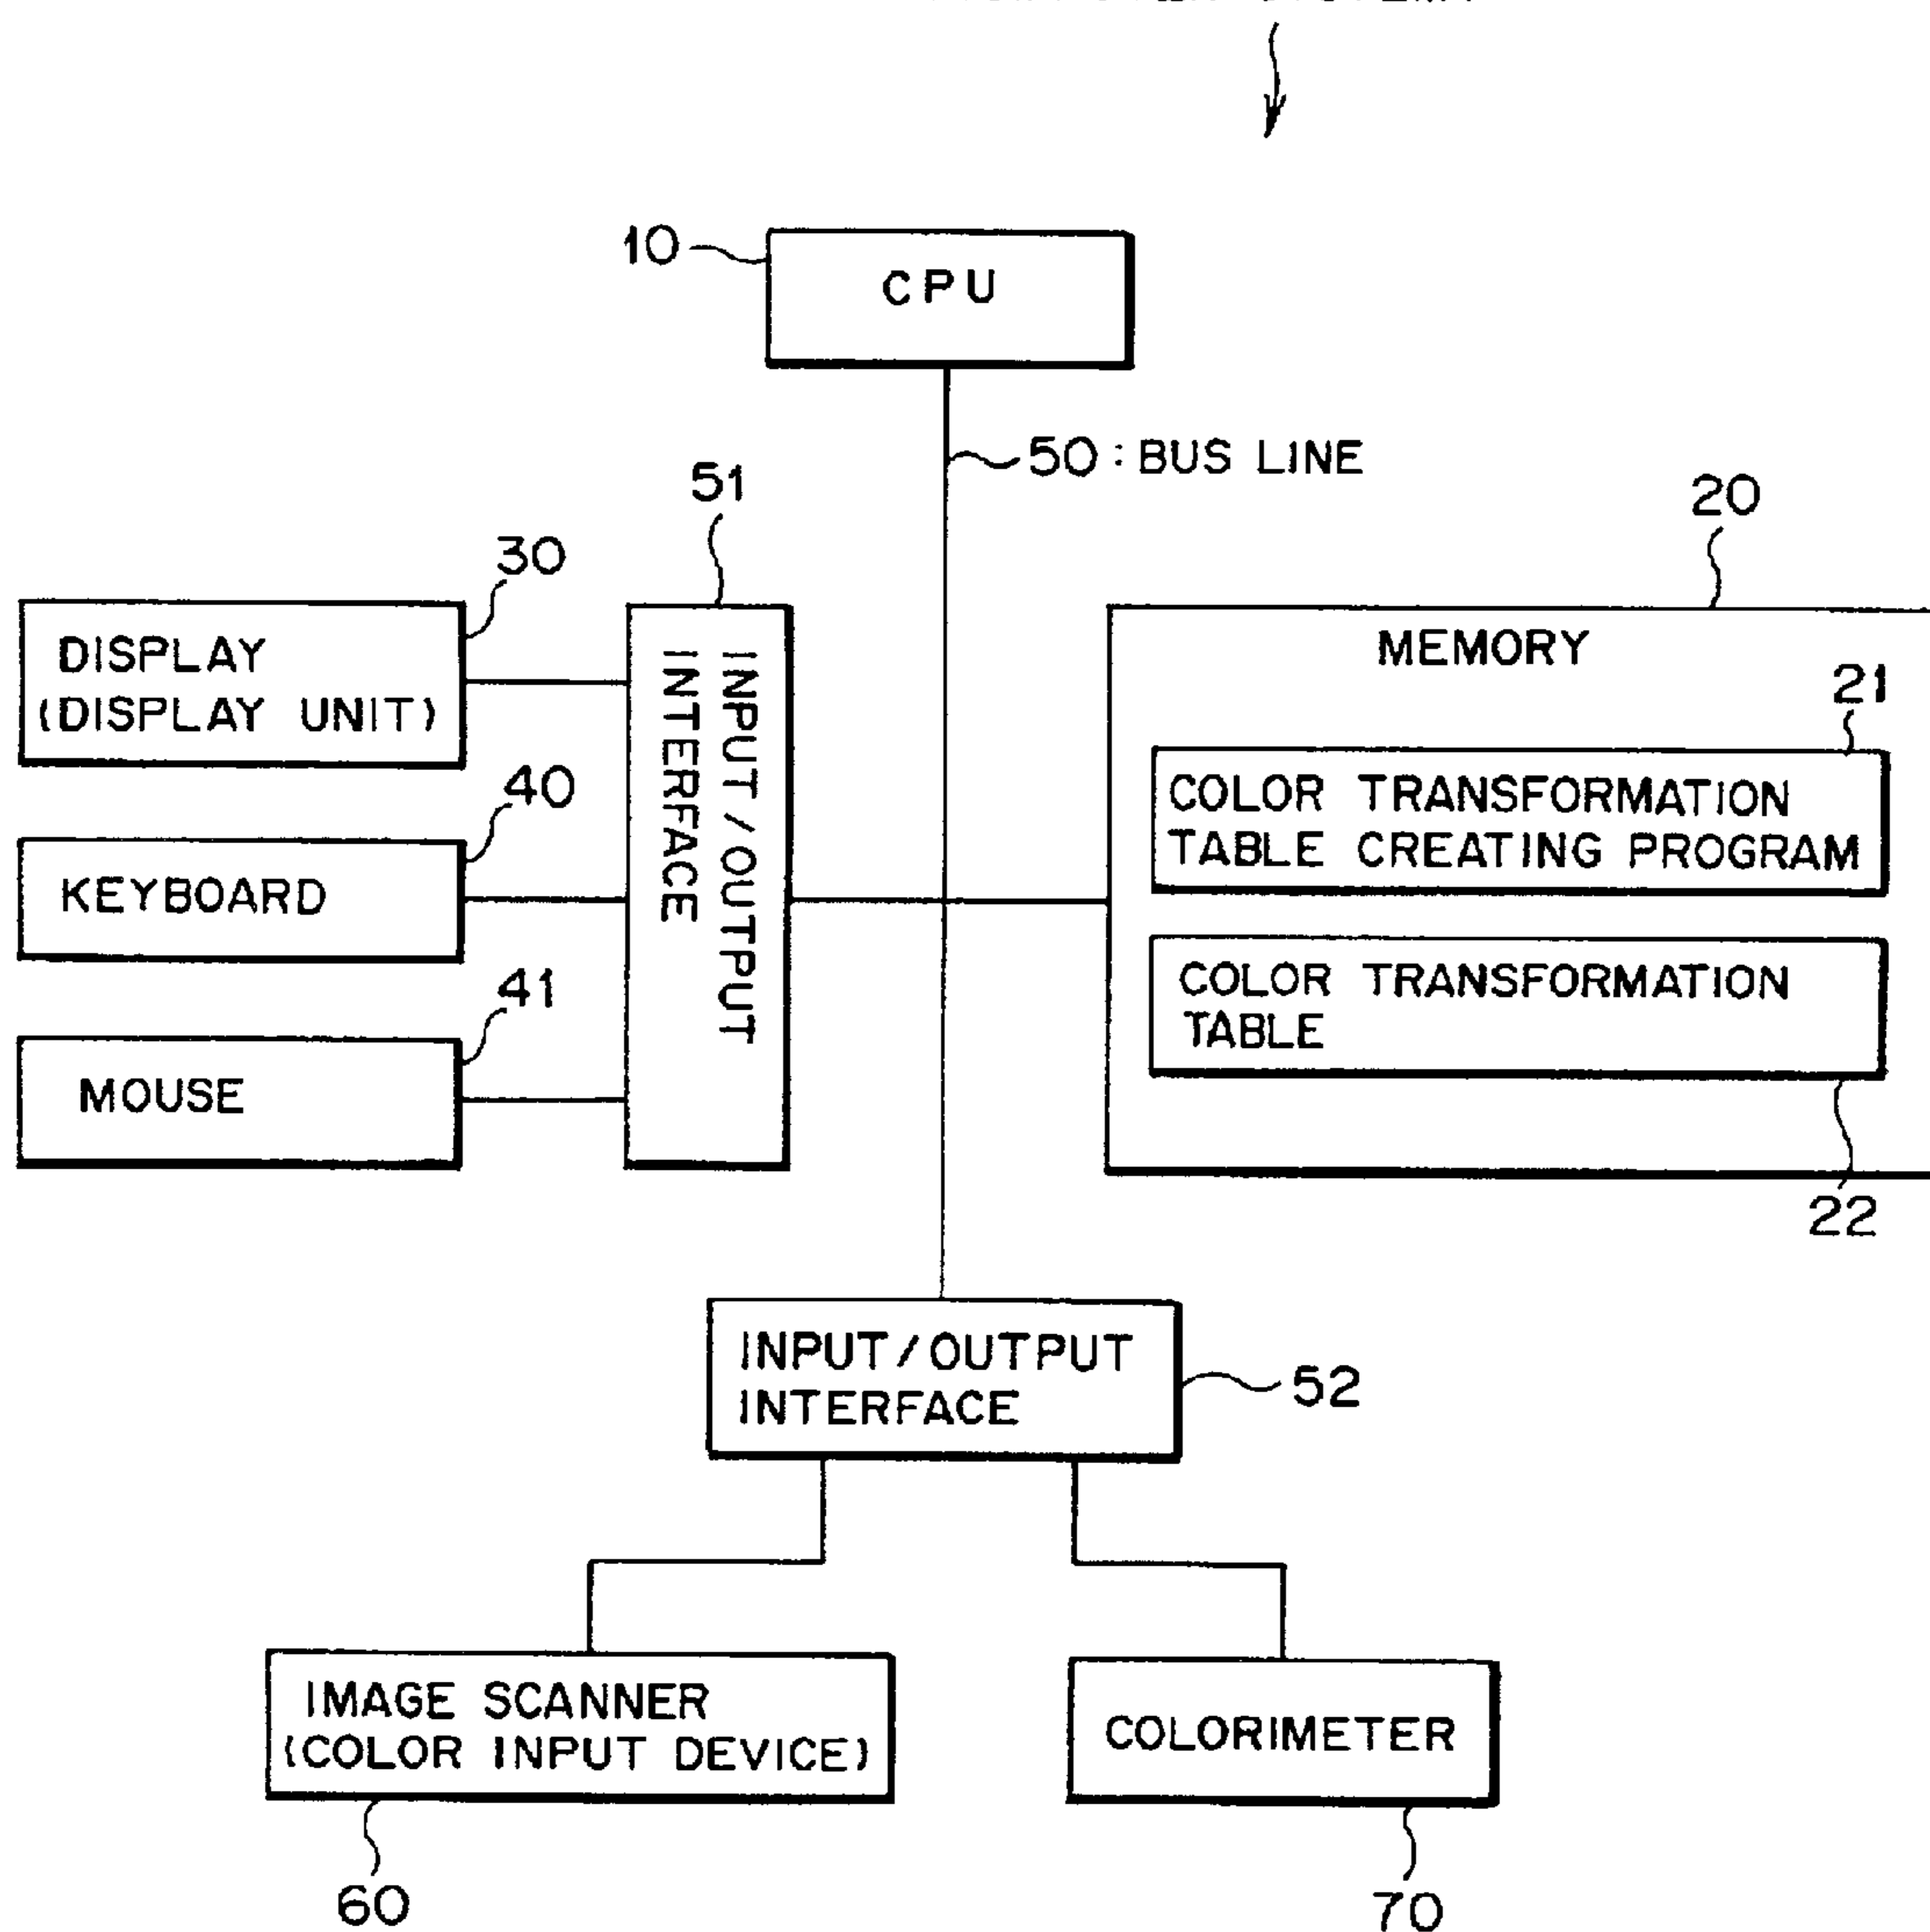 10
CPU
50 : BUS LINE
51
20
30
DISPLAY
(DISPLAY UNIT)
INPUT/OUTPUT
INTERFACE
MEMORY
21
COLOR TRANSFORMATION
TABLE CREATING PROGRAM
40
KEYBOARD
COLOR TRANSFORMATION
TABLE
41
MOUSE
22
INPUT/OUTPUT
INTERFACE
52
IMAGE SCANNER
(COLOR INPUT DEVICE)
COLORIMETER
60
70